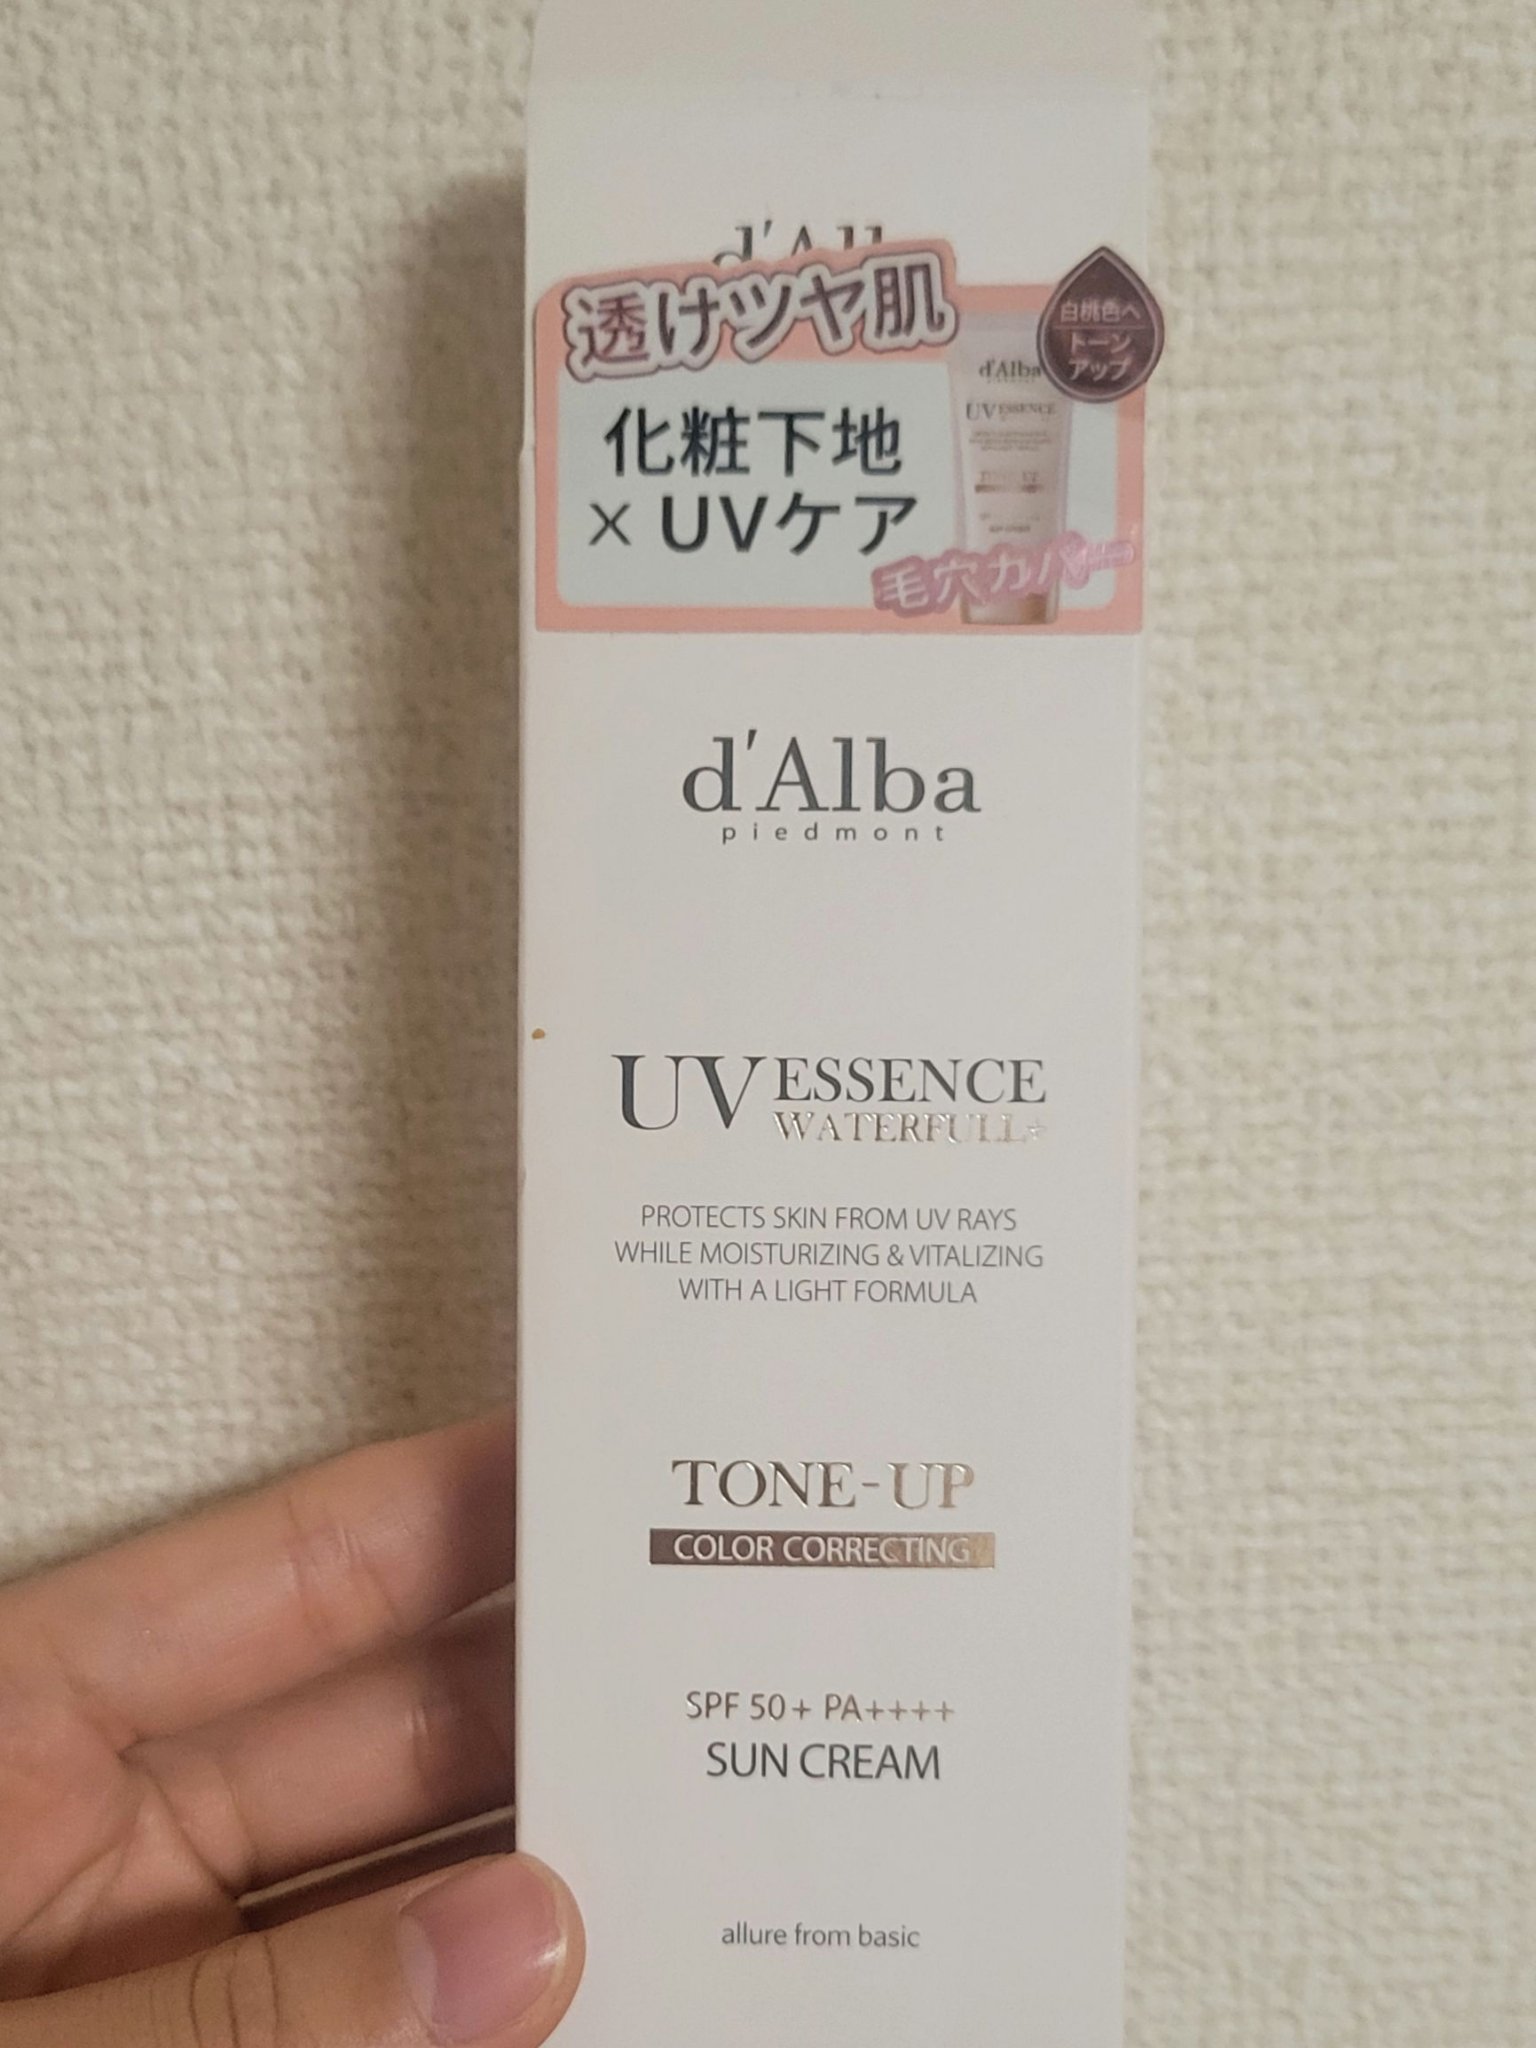 透けツヤ肌
白桃色へ
トーン
アップ
化粧下地
× UVケア
毛穴カバー
d'Alba
UV ESSENCE
d'Alba
piedmont
UV ESSENCE
WATERFULL+
PROTECTS SKIN FROM UV RAYS
WHILE MOISTURIZING & VITALIZING
WITH A LIGHT FORMULA
TONE-UP
COLOR CORRECTING
SPF 50+ PA++++
SUN CREAM
allure from basic